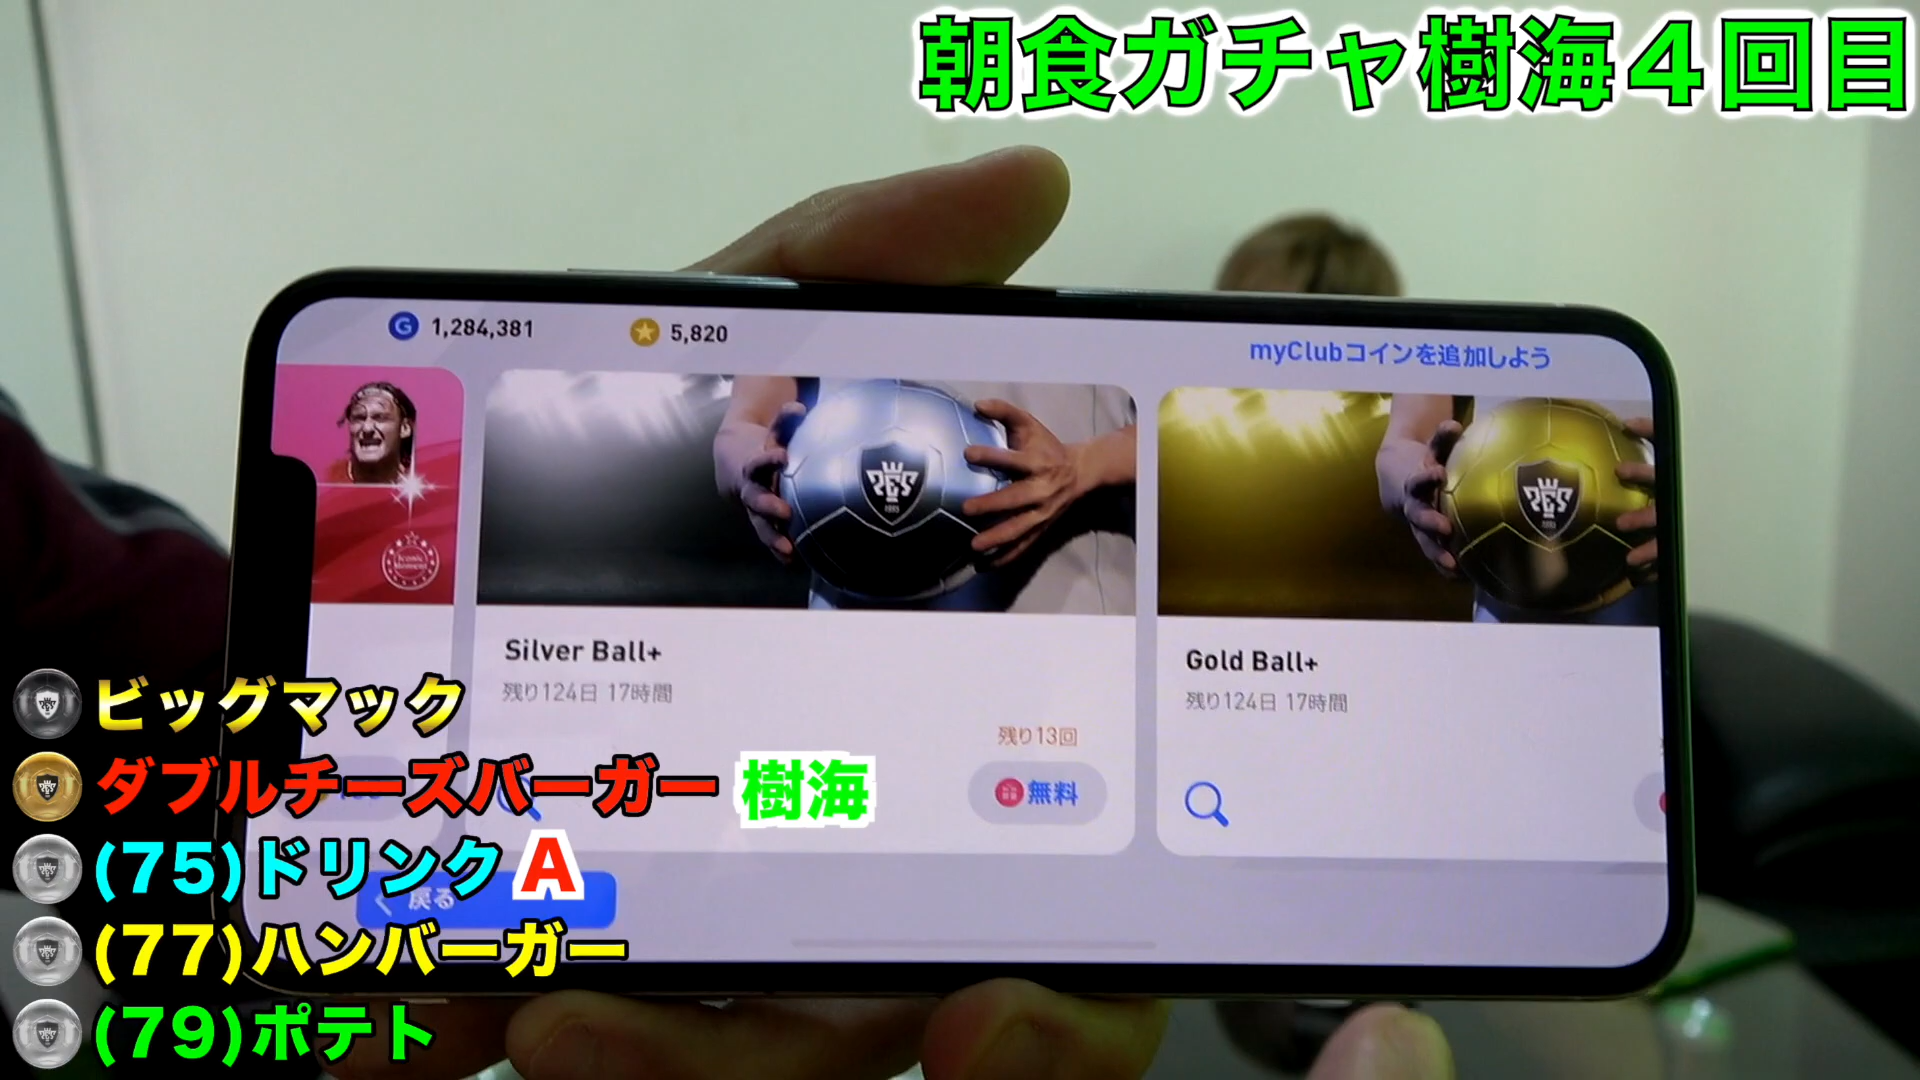 朝食ガチャ樹海4回目
1,284,381
5,820
myClubコインを追加しよう
Silver Ball+
残り124日 17時間
残り13回
無料
Gold Ball+
残り124日 17時間
戻る
ビッグマック
ダブルチーズバーガー 樹海
(75)ドリンク A
(77)ハンバーガー
(79)ポテト